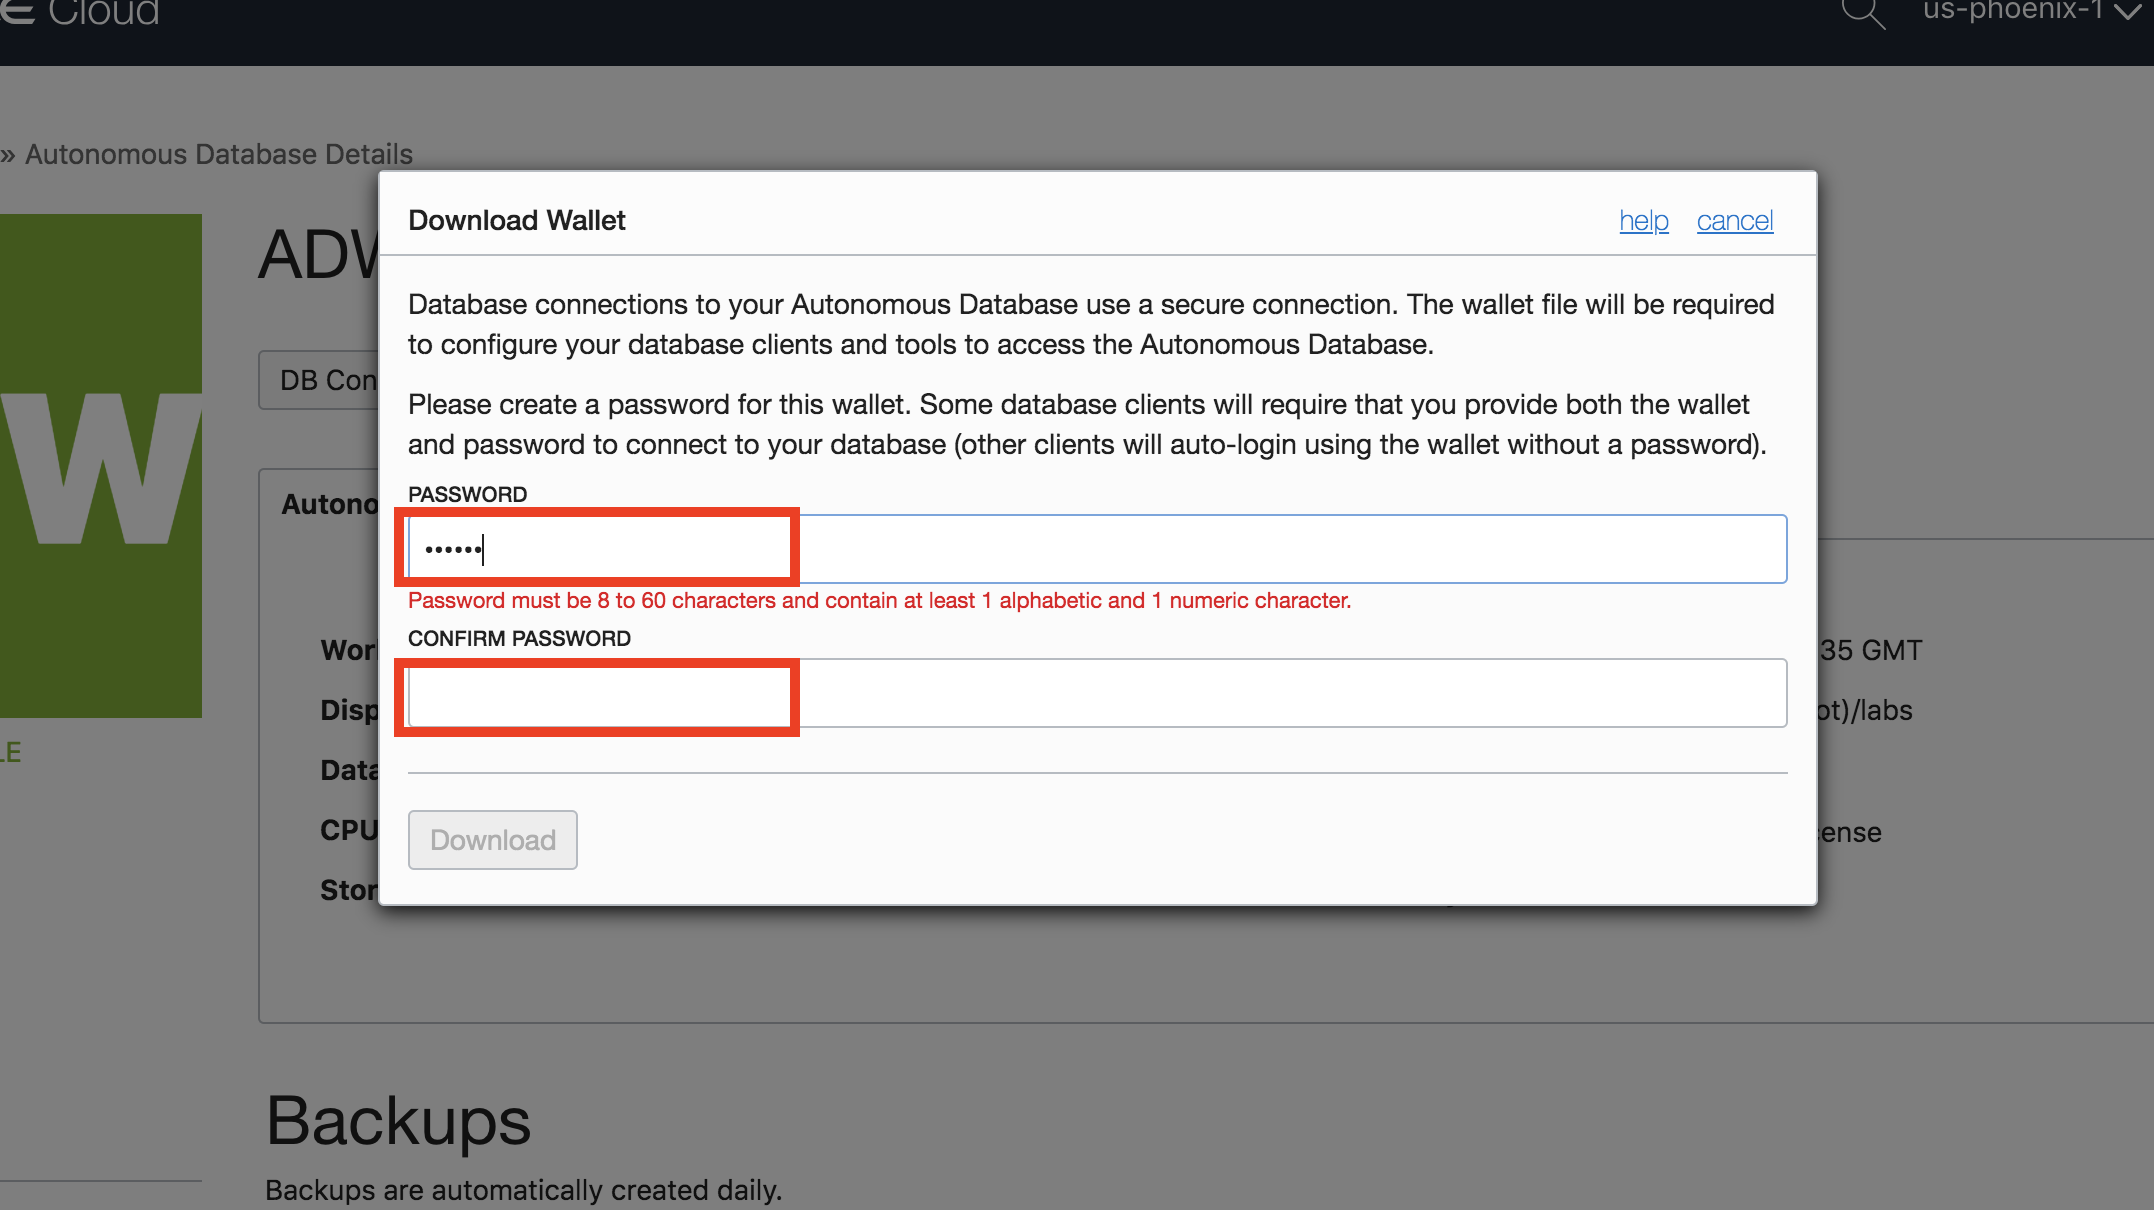 Cloud
us-phoenix-1
» Autonomous Database Details
ADW
W
DB Con
Autono
Download Wallet
help cancel
Database connections to your Autonomous Database use a secure connection. The wallet file will be required
to configure your database clients and tools to access the Autonomous Database.
Please create a password for this wallet. Some database clients will require that you provide both the wallet
and password to connect to your database (other clients will auto-login using the wallet without a password).
PASSWORD
••••••
Password must be 8 to 60 characters and contain at least 1 alphabetic and 1 numeric character.
CONFIRM PASSWORD
Download
Wor
35 GMT
Disp
ot)/labs
LE
Data
CPU
ense
Stor
Backups
Backups are automatically created daily.